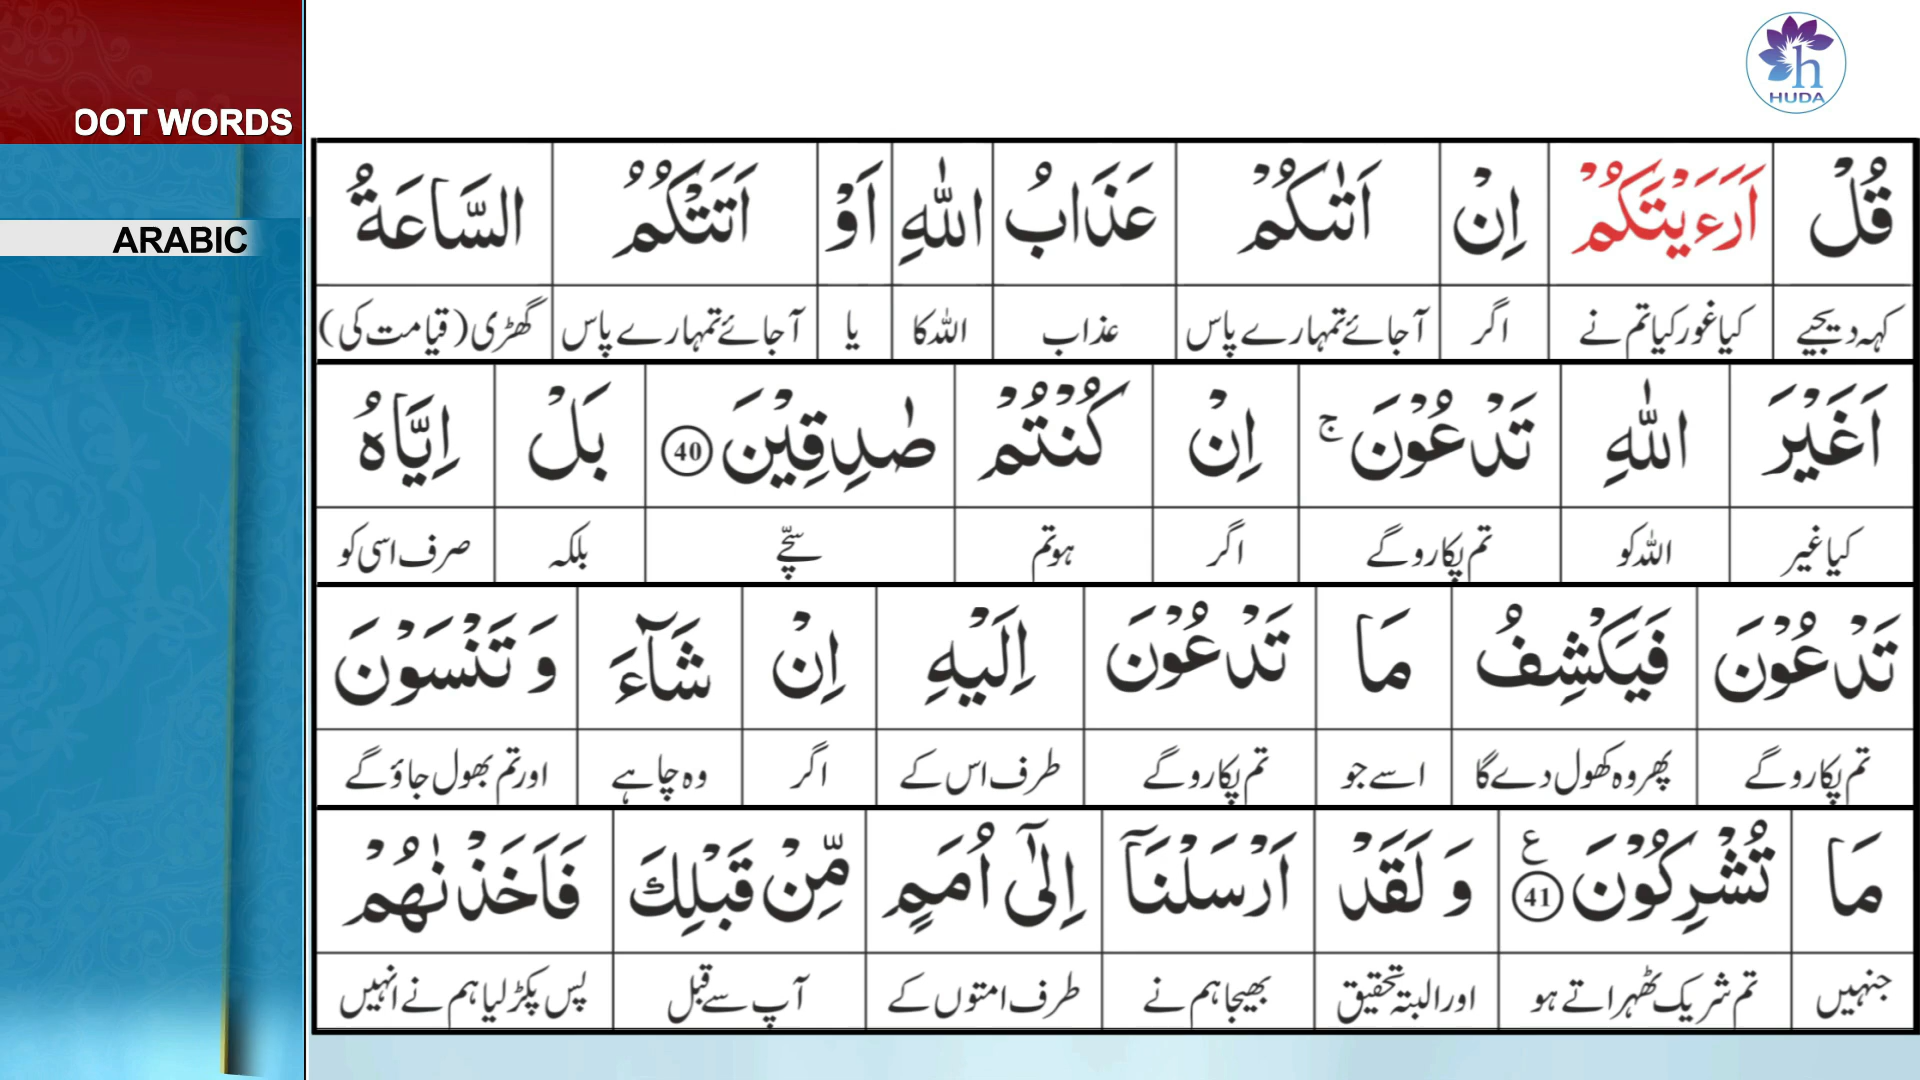 HUDA
OOT WORDS
ARABIC
قُلْ اَرَءَيْتَكُمْ اِنْ اَتٰىكُمْ عَذَابُ اللّٰهِ اَوْ اَتَتْكُمُ السَّاعَةُ
کہہ دیجیے کیا غور کیا تم نے اگر آجائے تمہارے پاس عذاب اللہ کا یا آجائے تمہارے پاس گھڑی (قیامت کی)
اَغَيْرَ اللّٰهِ تَدْعُوْنَ ۚ اِنْ كُنْتُمْ صٰدِقِيْنَ 40 بَلْ اِيَّاهُ
کیا غیر اللہ کو تم پکارو گے اگر ہو تم سچّے بلکہ صرف اسی کو
تَدْعُوْنَ فَيَكْشِفُ مَا تَدْعُوْنَ اِلَيْهِ اِنْ شَآءَ وَ تَنْسَوْنَ
تم پکارو گے پھر وہ کھول دے گا اسے جو تم پکارو گے طرف اس کے اگر وہ چاہے اور تم بھول جاؤ گے
مَا تُشْرِكُوْنَ 41 ع وَ لَقَدْ اَرْسَلْنَآ اِلٰٓى اُمَمٍ مِّنْ قَبْلِكَ فَاَخَذْنٰهُمْ
جنہیں تم شریک ٹھہراتے ہو اور البتہ تحقیق بھیجا ہم نے طرف امتوں کے آپ سے قبل پس پکڑ لیا ہم نے انہیں